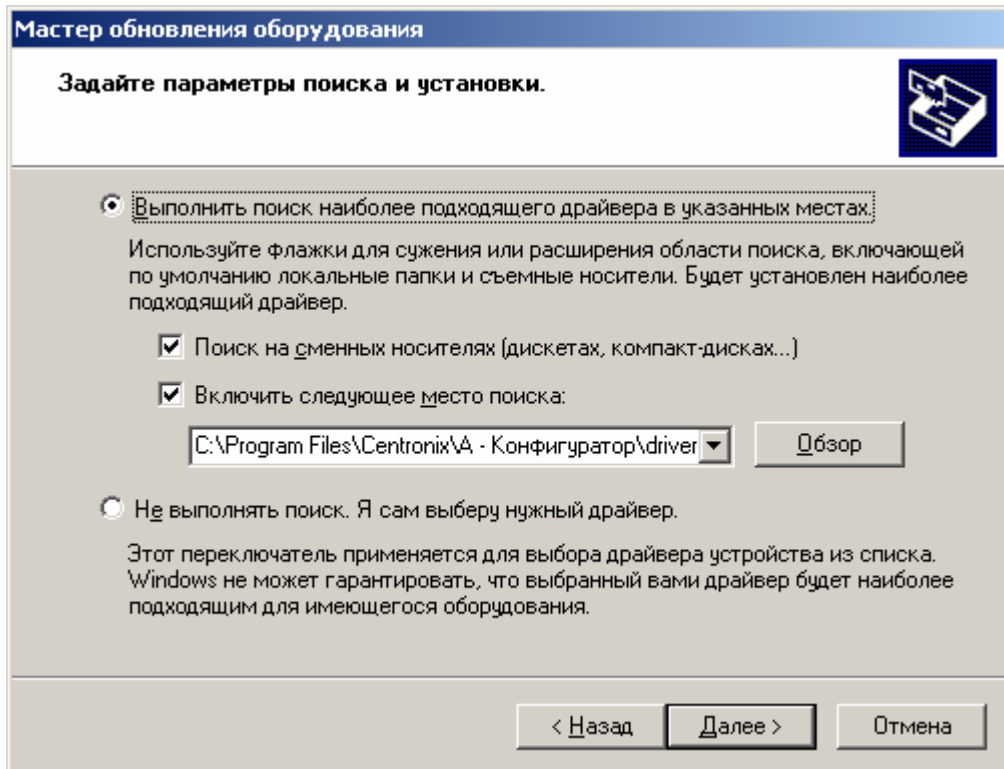 Мастер обновления оборудования
Задайте параметры поиска и установки.
Выполнить поиск наиболее подходящего драйвера в указанных местах.
Используйте флажки для сужения или расширения области поиска, включающей
по умолчанию локальные папки и съемные носители. Будет установлен наиболее
подходящий драйвер.
Поиск на сменных носителях (дискетах, компакт-дисках...)
Включить следующее место поиска:
C:\Program Files\Centronix\A - Конфигуратор\driver
Обзор
Не выполнять поиск. Я сам выберу нужный драйвер.
Этот переключатель применяется для выбора драйвера устройства из списка.
Windows не может гарантировать, что выбранный вами драйвер будет наиболее
подходящим для имеющегося оборудования.
< Назад
Далее >
Отмена